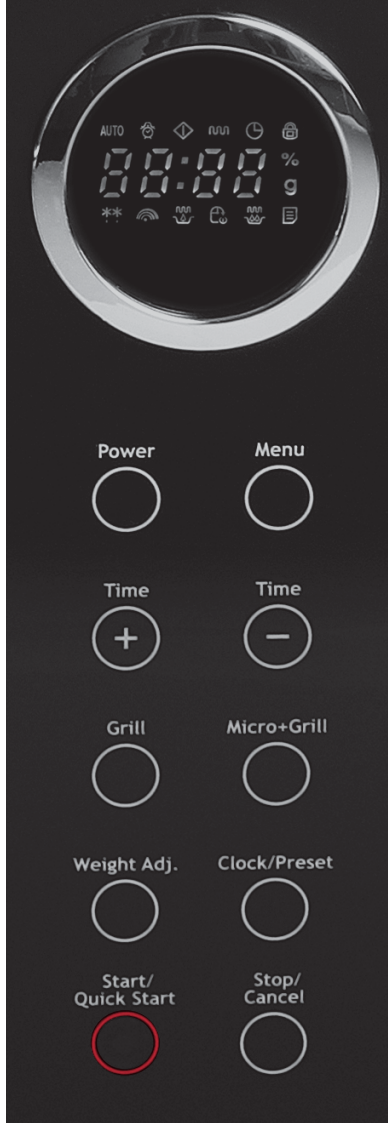 AUTO
88:88 %
g
Power Menu
Time Time
+ -
Grill Micro+Grill
Weight Adj. Clock/Preset
Start/
Quick Start
Stop/
Cancel